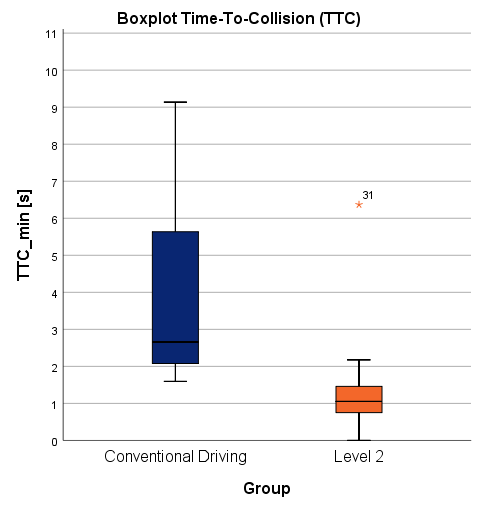 Boxplot Time-To-Collision (TTC)
TTC_min [s]
11
10
9
8
7
6
5
4
3
2
1
0
31
Conventional Driving
Level 2
Group